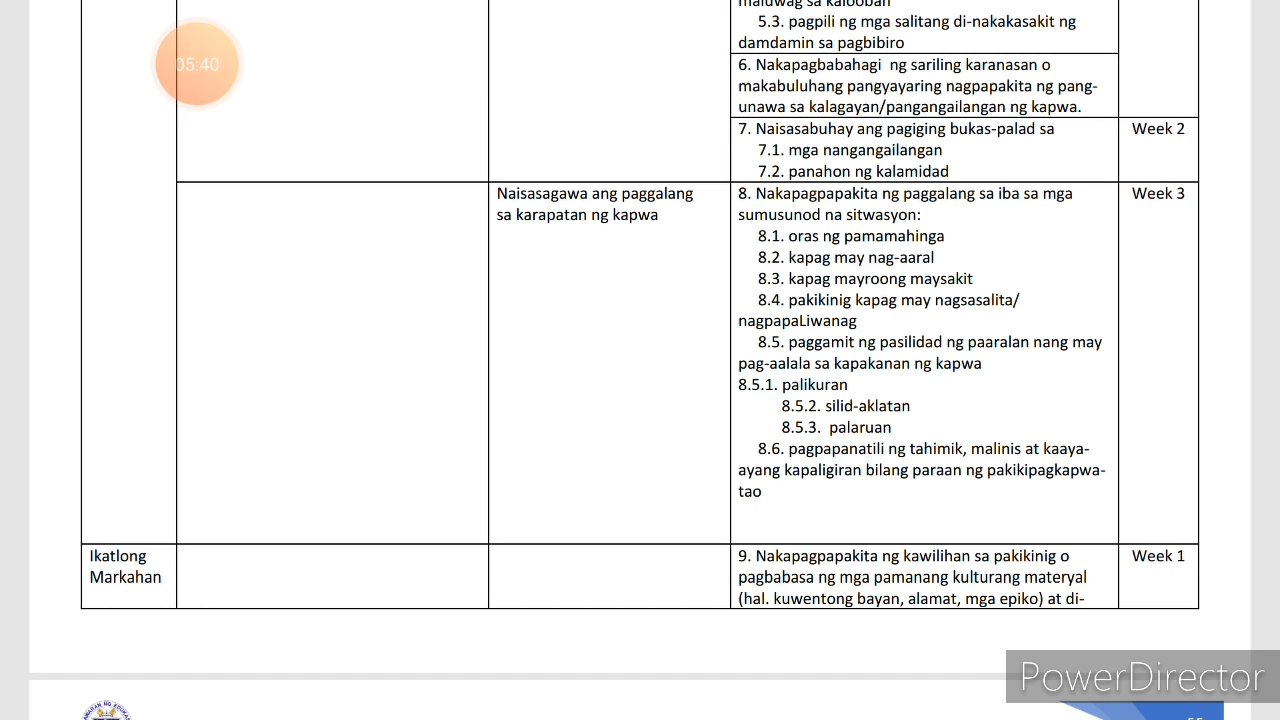 maluwag sa kalooban
5.3. pagpili ng mga salitang di-nakakasakit ng
damdamin sa pagbibiro
05:40
6. Nakapagbabahagi ng sariling karanasan o
makabuluhang pangyayaring nagpapakita ng pang-
unawa sa kalagayan/pangangailangan ng kapwa.
7. Naisasabuhay ang pagiging bukas-palad sa
7.1. mga nangangailangan
7.2. panahon ng kalamidad
Week 2
Naisasagawa ang paggalang
sa karapatan ng kapwa
8. Nakapagpapakita ng paggalang sa iba sa mga
sumusunod na sitwasyon:
8.1. oras ng pamamahinga
8.2. kapag may nag-aaral
8.3. kapag mayroong maysakit
8.4. pakikinig kapag may nagsasalita/
nagpapaLiwanag
8.5. paggamit ng pasilidad ng paaralan nang may
pag-aalala sa kapakanan ng kapwa
8.5.1. palikuran
8.5.2. silid-aklatan
8.5.3. palaruan
8.6. pagpapanatili ng tahimik, malinis at kaaya-
ayang kapaligiran bilang paraan ng pakikipagkapwa-
tao
Week 3
Ikatlong
Markahan
9. Nakapagpapakita ng kawilihan sa pakikinig o
pagbabasa ng mga pamanang kulturang materyal
(hal. kuwentong bayan, alamat, mga epiko) at di-
Week 1
PowerDirector